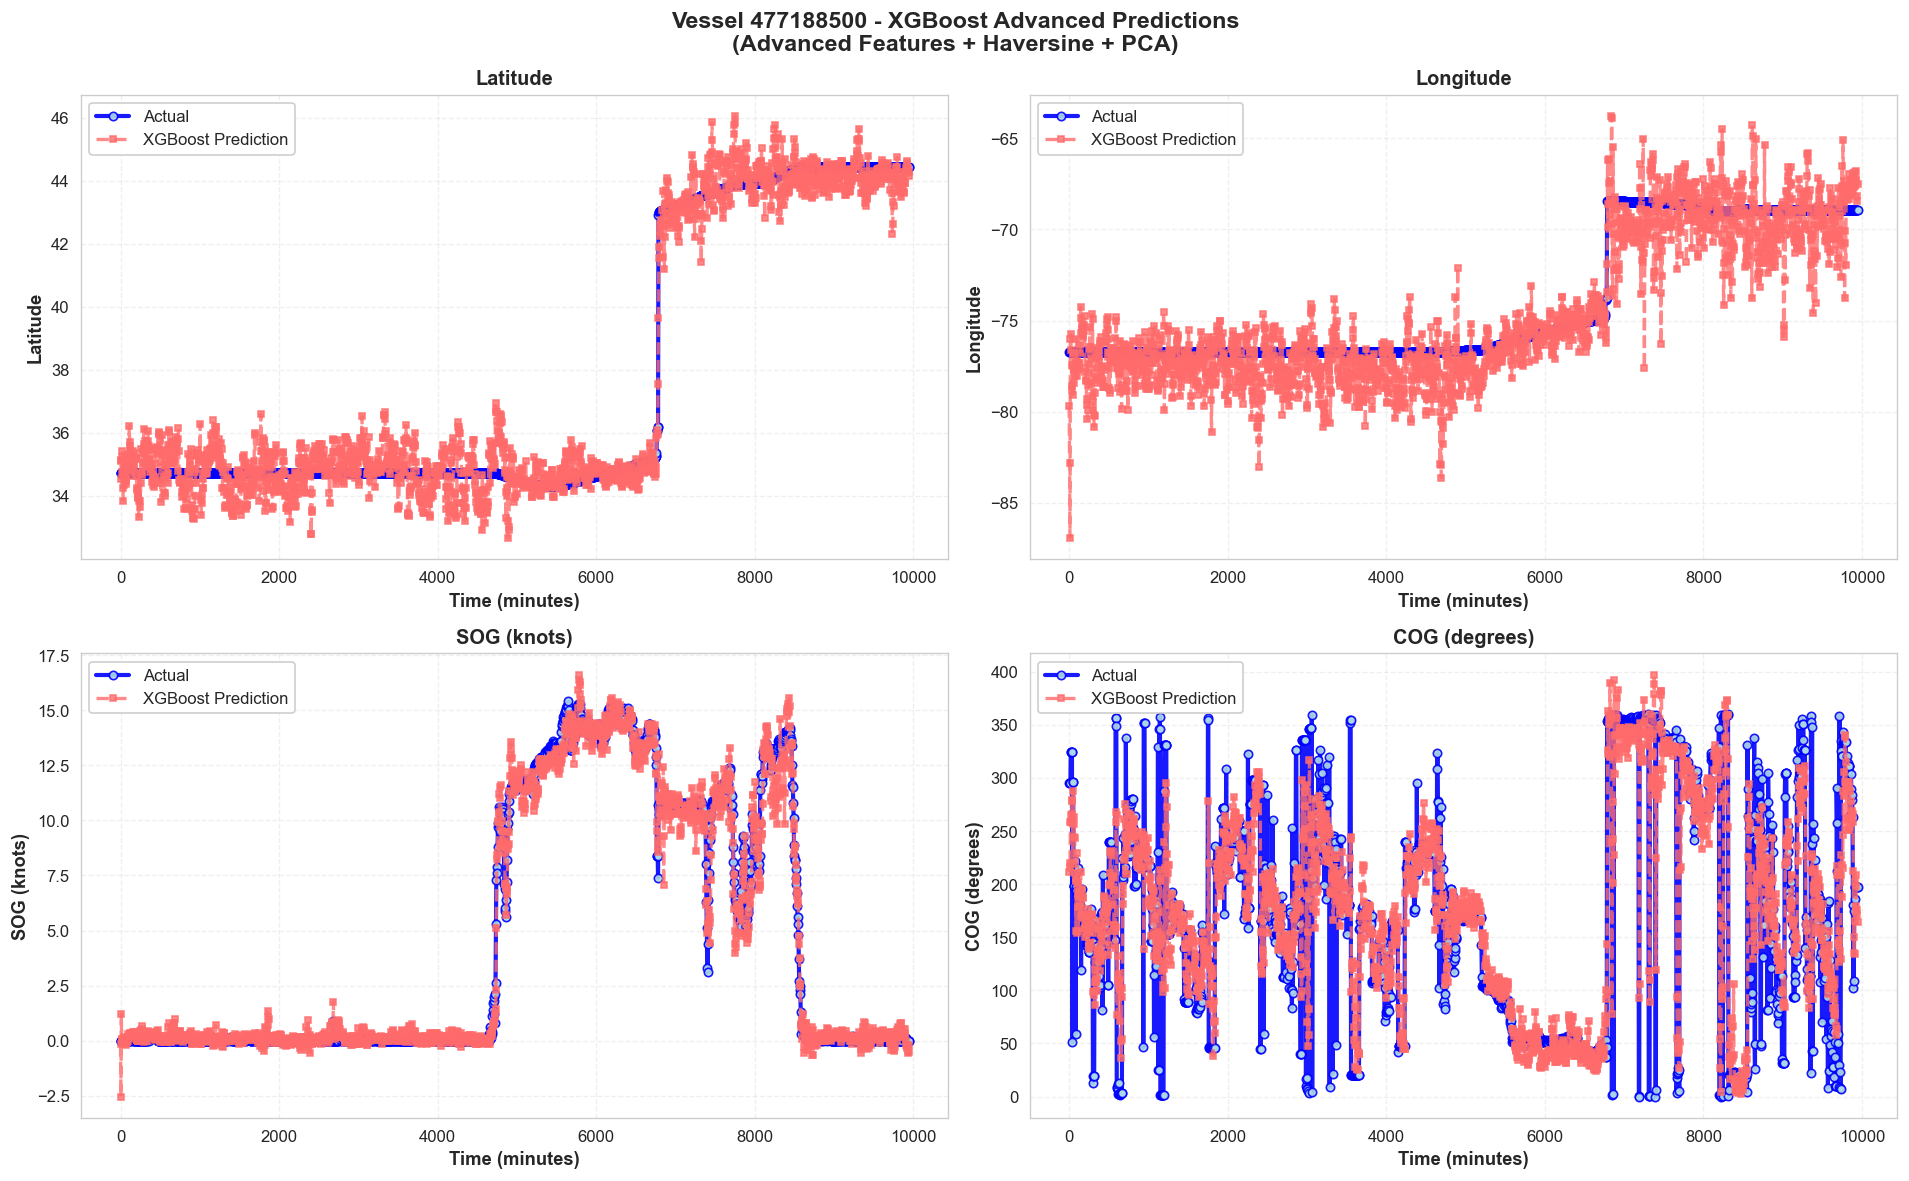 Vessel 477188500 - XGBoost Advanced Predictions
(Advanced Features + Haversine + PCA)
Latitude
Actual
XGBoost Prediction
46
44
42
40
38
36
34
Latitude
0 2000 4000 6000 8000 10000
Time (minutes)
Longitude
Actual
XGBoost Prediction
−65
−70
−75
−80
−85
Longitude
0 2000 4000 6000 8000 10000
Time (minutes)
SOG (knots)
Actual
XGBoost Prediction
17.5
15.0
12.5
10.0
7.5
5.0
2.5
0.0
−2.5
SOG (knots)
0 2000 4000 6000 8000 10000
Time (minutes)
COG (degrees)
Actual
XGBoost Prediction
400
350
300
250
200
150
100
50
0
COG (degrees)
0 2000 4000 6000 8000 10000
Time (minutes)